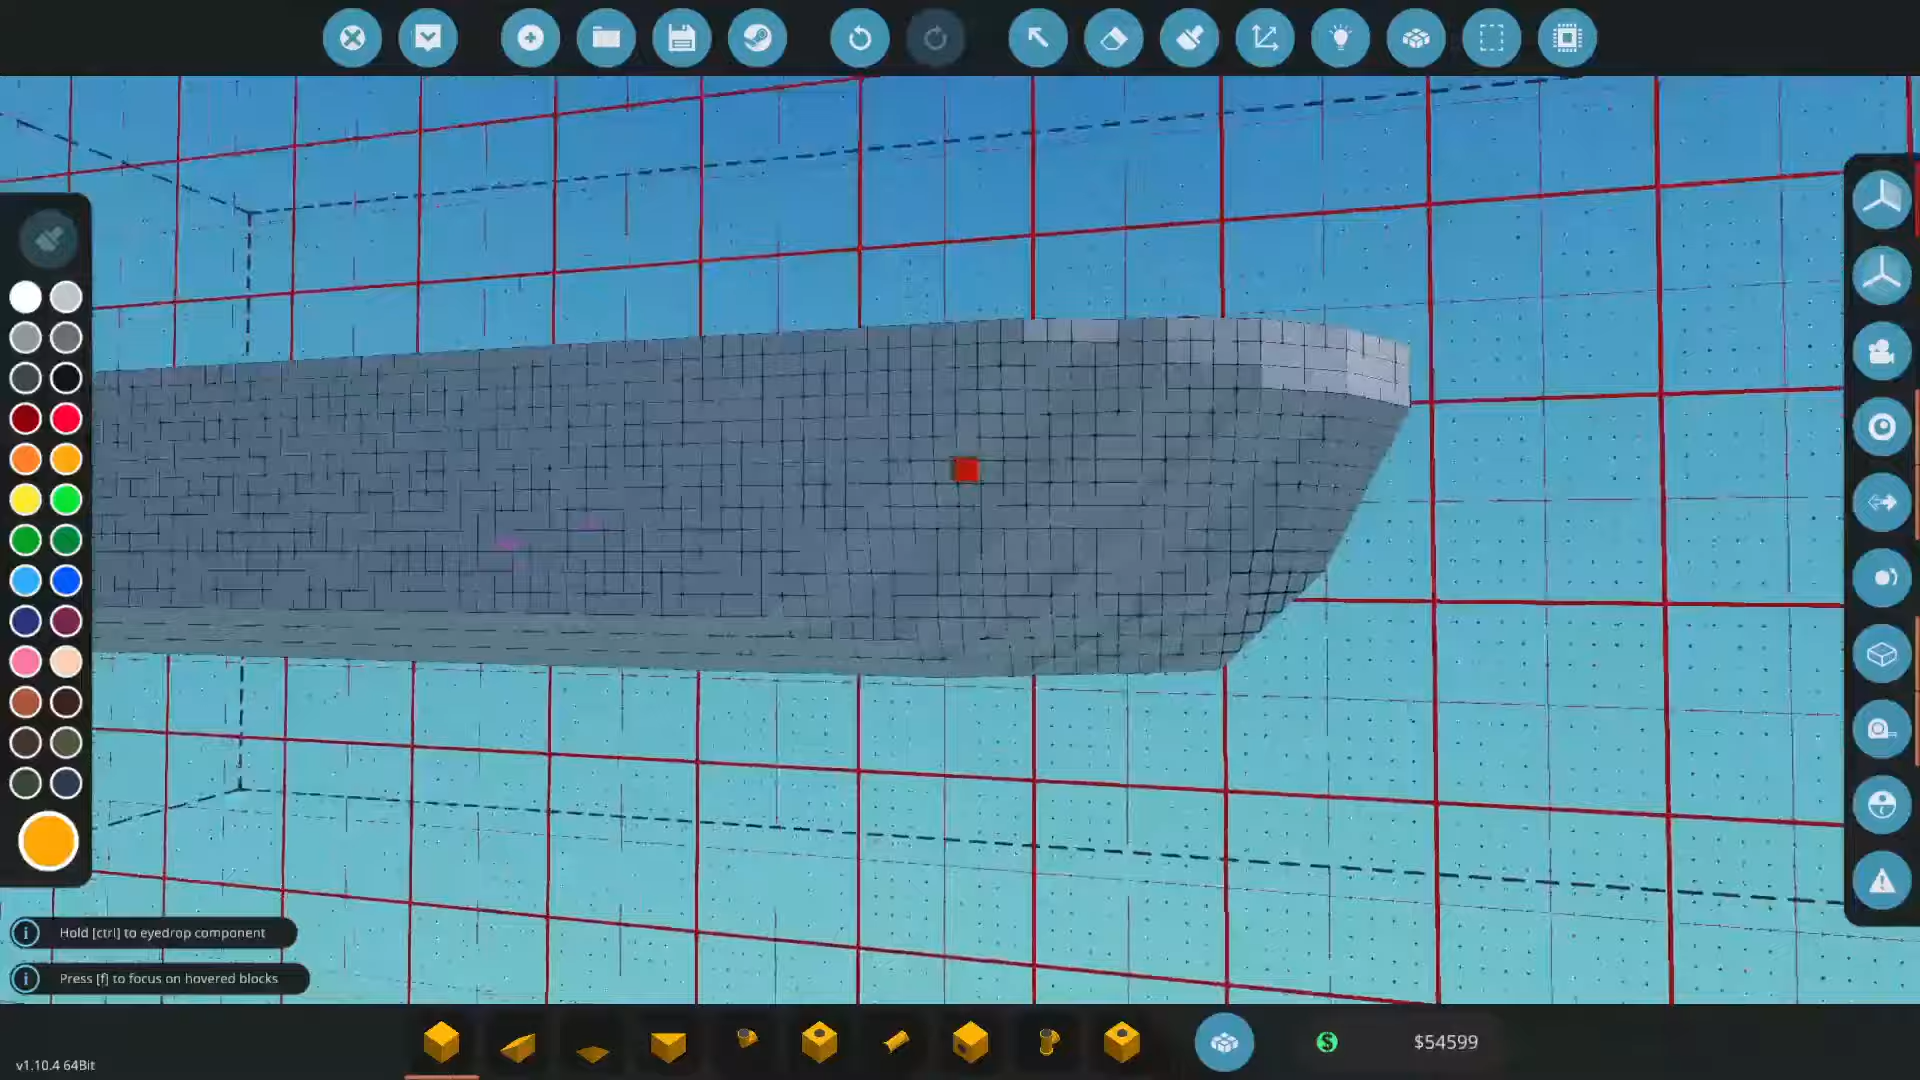 Hold [ctrl] to eyedrop component
Press [f] to focus on hovered blocks
$54599
v1.10.4 64Bit